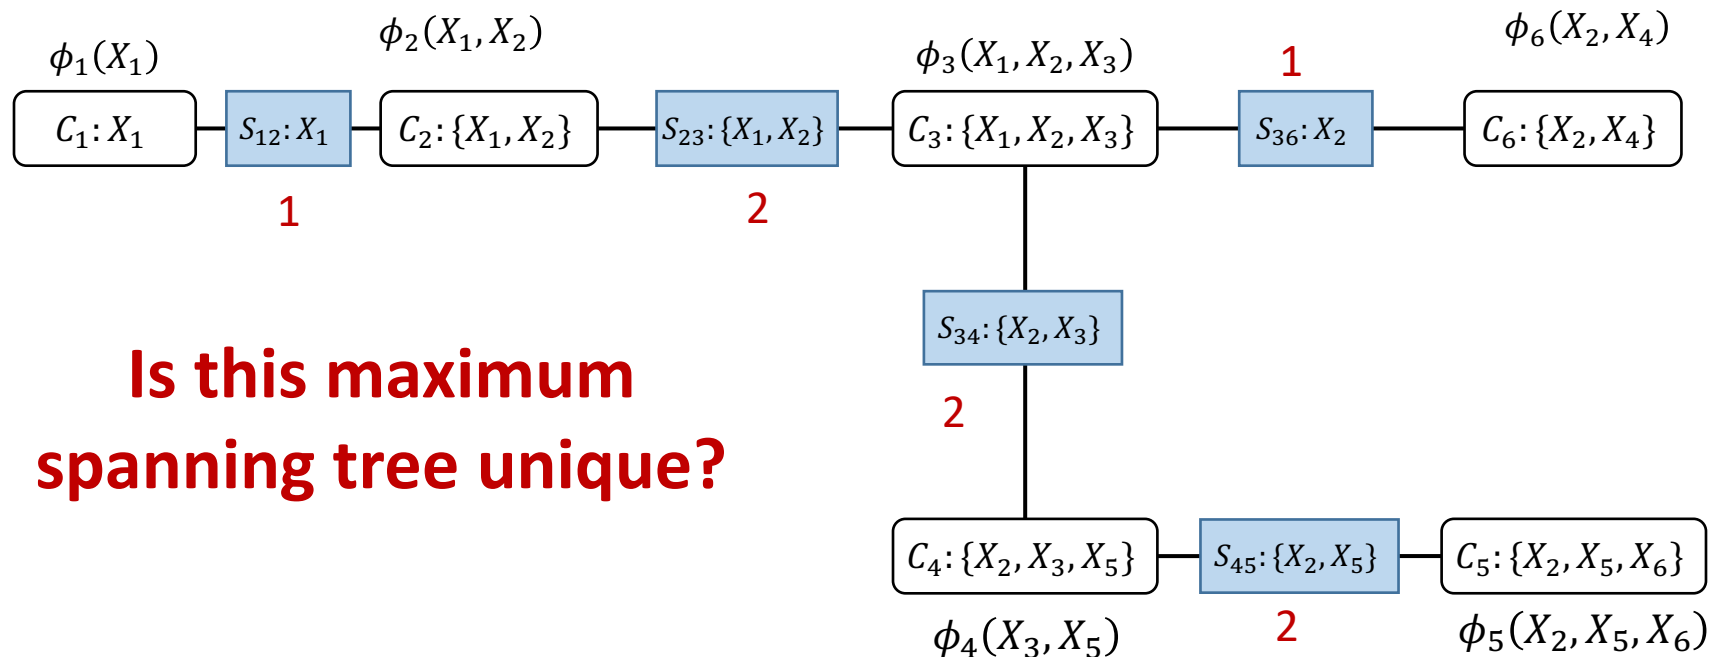 ϕ₁(X₁)
ϕ₂(X₁, X₂)
ϕ₃(X₁, X₂, X₃)
1
ϕ₆(X₂, X₄)
C₁: X₁
S₁₂: X₁
C₂: {X₁, X₂}
S₂₃: {X₁, X₂}
C₃: {X₁, X₂, X₃}
S₃₆: X₂
C₆: {X₂, X₄}
1
2
S₃₄: {X₂, X₃}
2
Is this maximum
spanning tree unique?
C₄: {X₂, X₃, X₅}
S₄₅: {X₂, X₅}
C₅: {X₂, X₅, X₆}
ϕ₄(X₃, X₅)
2
ϕ₅(X₂, X₅, X₆)